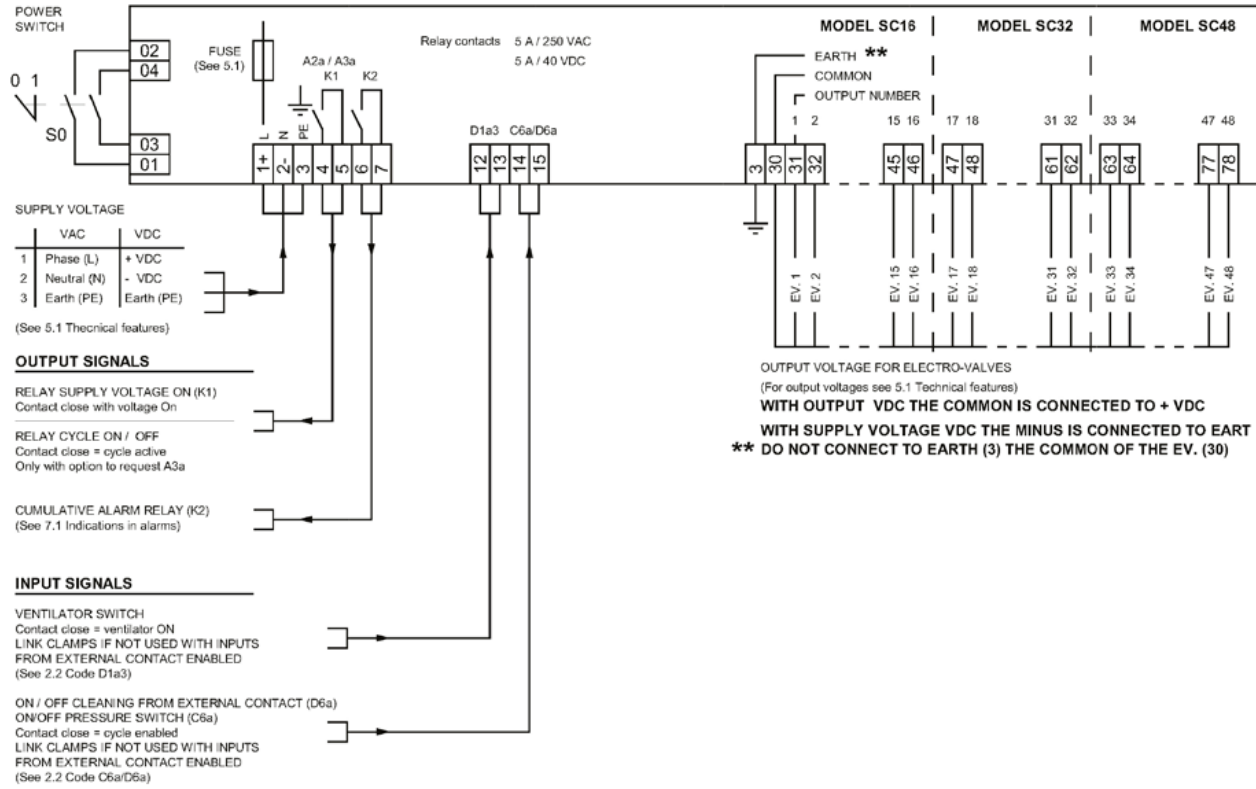 POWER
SWITCH
0 1
S0
02
04
03
01
FUSE
(See 5.1)
L
N
PE
A2a / A3a
K1
K2
1+
2-
3
4
5
6
7
Relay contacts 5 A / 250 VAC
5 A / 40 VDC
D1a3 C6a/D6a
12
13
14
15
MODEL SC16
MODEL SC32
MODEL SC48
EARTH **
COMMON
OUTPUT NUMBER
1 2 15 16 17 18 31 32 33 34 47 48
3 30 31 32 45 46 47 48 61 62 63 64 77 78
EV. 1
EV. 2
EV. 15
EV. 16
EV. 17
EV. 18
EV. 31
EV. 32
EV. 33
EV. 34
EV. 47
EV. 48
SUPPLY VOLTAGE
VAC VDC
1 Phase (L) + VDC
2 Neutral (N) - VDC
3 Earth (PE) Earth (PE)
(See 5.1 Thecnical features)
OUTPUT SIGNALS
RELAY SUPPLY VOLTAGE ON (K1)
Contact close with voltage On
RELAY CYCLE ON / OFF
Contact close = cycle active
Only with option to request A3a
CUMULATIVE ALARM RELAY (K2)
(See 7.1 Indications in alarms)
INPUT SIGNALS
VENTILATOR SWITCH
Contact close = ventilator ON
LINK CLAMPS IF NOT USED WITH INPUTS
FROM EXTERNAL CONTACT ENABLED
(See 2.2 Code D1a3)
ON / OFF CLEANING FROM EXTERNAL CONTACT (D6a)
ON/OFF PRESSURE SWITCH (C6a)
Contact close = cycle enabled
LINK CLAMPS IF NOT USED WITH INPUTS
FROM EXTERNAL CONTACT ENABLED
(See 2.2 Code C6a/D6a)
OUTPUT VOLTAGE FOR ELECTRO-VALVES
(For output voltages see 5.1 Technical features)
WITH OUTPUT VDC THE COMMON IS CONNECTED TO + VDC
WITH SUPPLY VOLTAGE VDC THE MINUS IS CONNECTED TO EART
** DO NOT CONNECT TO EARTH (3) THE COMMON OF THE EV. (30)